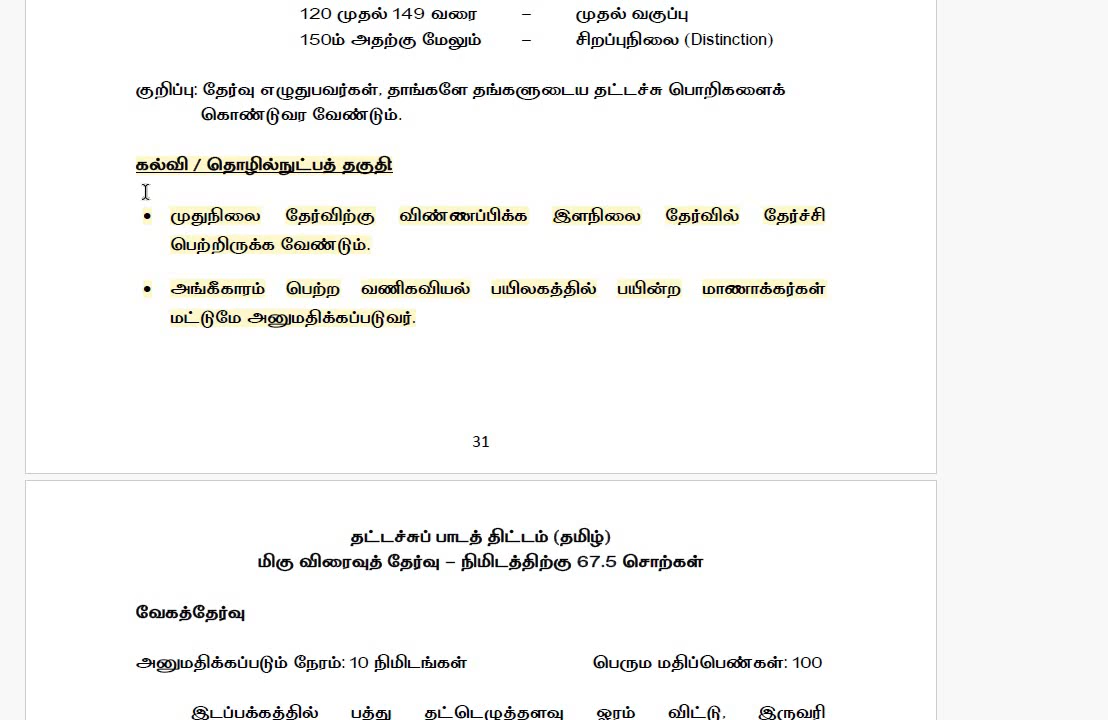 120 முதல் 149 வரை – முதல் வகுப்பு
150ம் அதற்கு மேலும் – சிறப்புநிலை (Distinction)
குறிப்பு: தேர்வு எழுதுபவர்கள், தாங்களே தங்களுடைய தட்டச்சு பொறிகளைக்
கொண்டுவர வேண்டும்.
கல்வி / தொழில்நுட்பத் தகுதி:
• முதுநிலை தேர்விற்கு விண்ணப்பிக்க இளநிலை தேர்வில் தேர்ச்சி
பெற்றிருக்க வேண்டும்.
• அங்கீகாரம் பெற்ற வணிகவியல் பயிலகத்தில் பயின்ற மாணாக்கர்கள்
மட்டுமே அனுமதிக்கப்படுவர்.
31
தட்டச்சுப் பாடத் திட்டம் (தமிழ்)
மிகு விரைவுத் தேர்வு – நிமிடத்திற்கு 67.5 சொற்கள்
வேகத்தேர்வு
அனுமதிக்கப்படும் நேரம்: 10 நிமிடங்கள் பெரும மதிப்பெண்கள்: 100
இடப்பக்கத்தில் பத்து தட்டெழுத்தளவு ஓரம் விட்டு, இருவரி